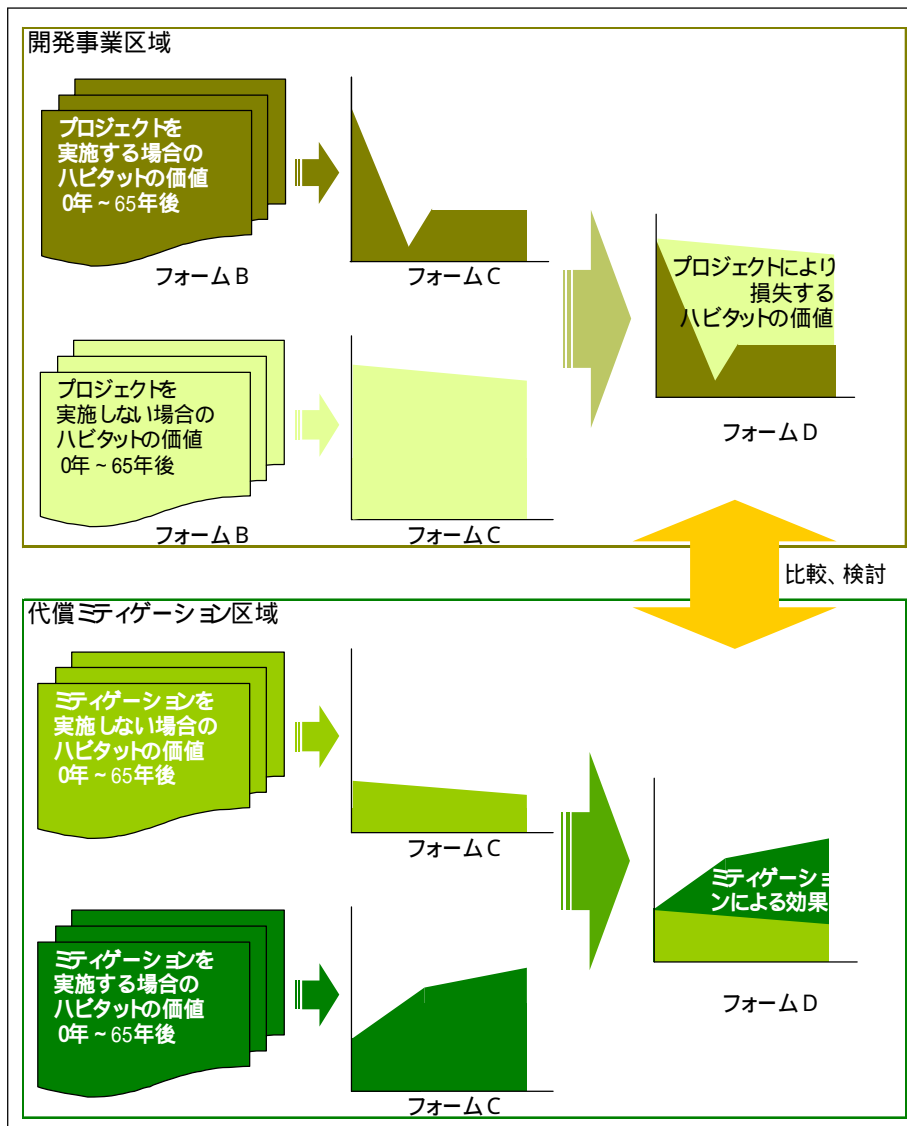 開発事業区域
プロジェクトを
実施する場合の
ハビタットの価値
0年~65年後
フォームB
フォームC
プロジェクトにより
損失する
ハビタットの価値
フォームD
プロジェクトを
実施しない場合の
ハビタットの価値
0年~65年後
フォームB
フォームC
比較、検討
代償ミティゲーション区域
ミティゲーションを
実施しない場合の
ハビタットの価値
0年~65年後
フォームC
ミティゲーショ
ンによる効果
フォームD
ミティゲーションを
実施する場合の
ハビタットの価値
0年~65年後
フォームC